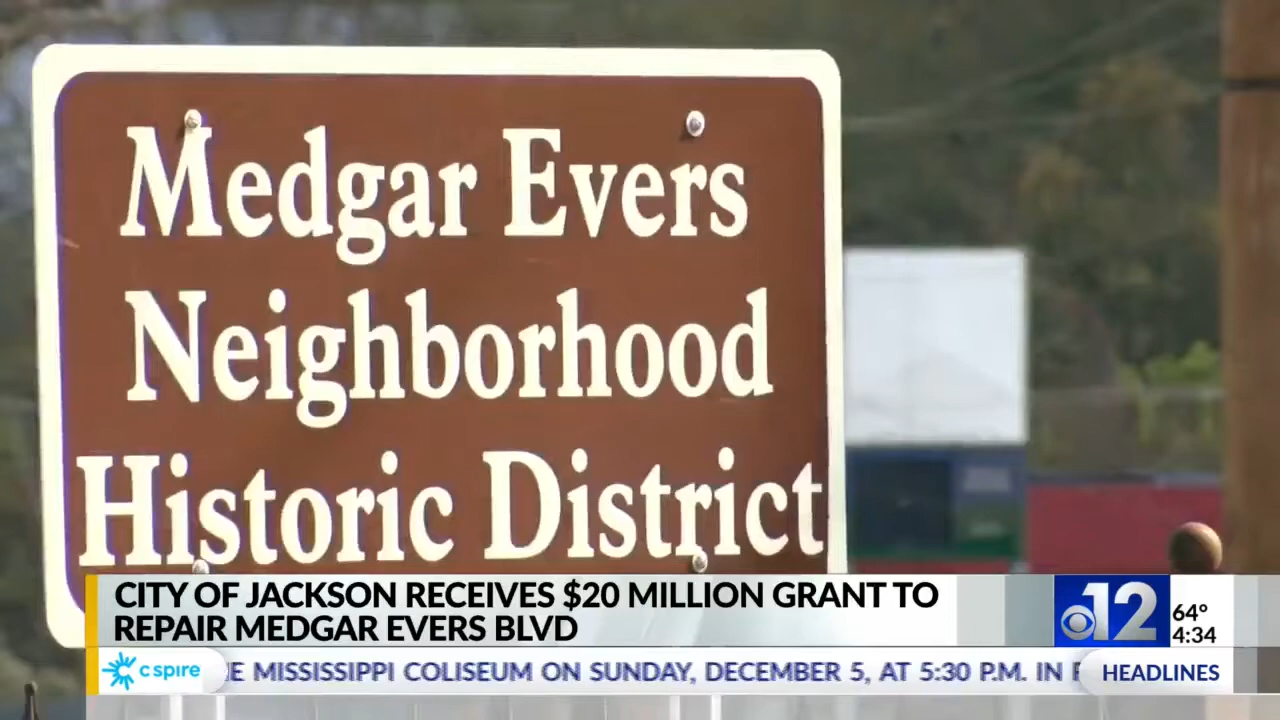 Medgar Evers
Neighborhood
Historic District
CITY OF JACKSON RECEIVES $20 MILLION GRANT TO
REPAIR MEDGAR EVERS BLVD
12
64°
4:34
c spire
MISSISSIPPI COLISEUM ON SUNDAY, DECEMBER 5, AT 5:30 P.M. IN
HEADLINES